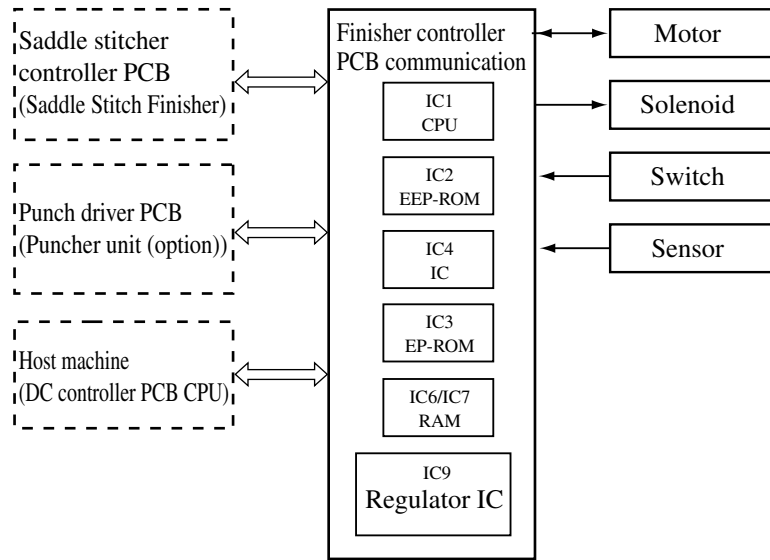 Saddle stitcher
controller PCB
(Saddle Stitch Finisher)
Punch driver PCB
(Puncher unit (option))
Host machine
(DC controller PCB CPU)
Finisher controller
PCB communication
IC1
CPU
IC2
EEP-ROM
IC4
IC
IC3
EP-ROM
IC6/IC7
RAM
IC9
Regulator IC
Motor
Solenoid
Switch
Sensor